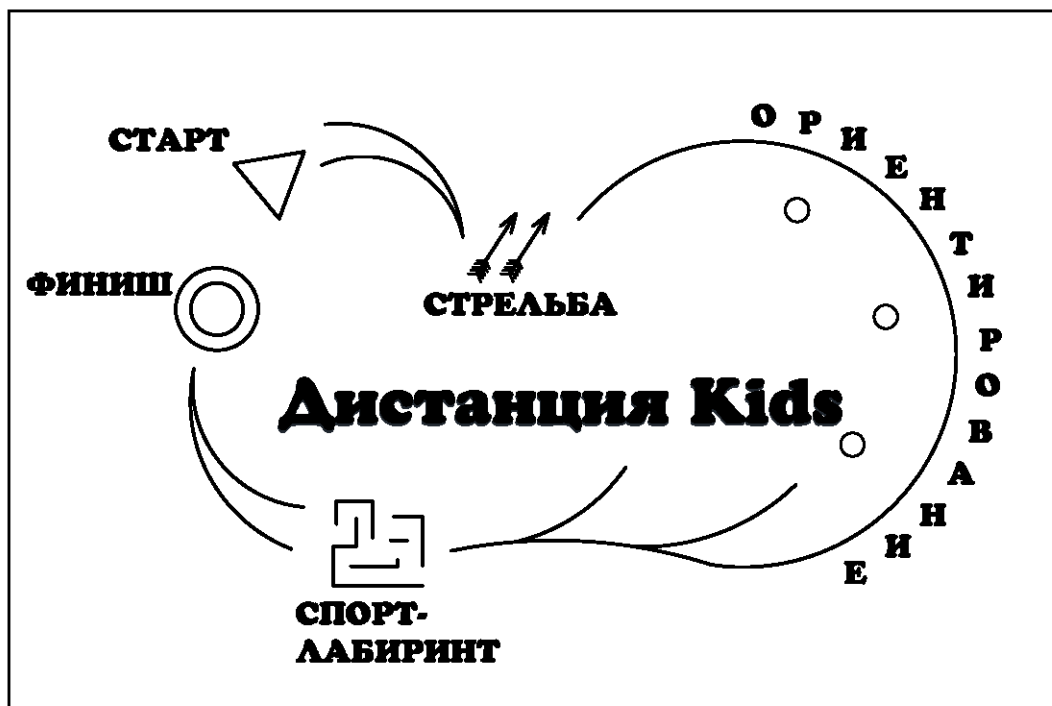 СТАРТ
ОРИЕНТИРОВАНИЕ
ФИНИШ
СТРЕЛЬБА
Дистанция Kids
СПОРТ-
ЛАБИРИНТ